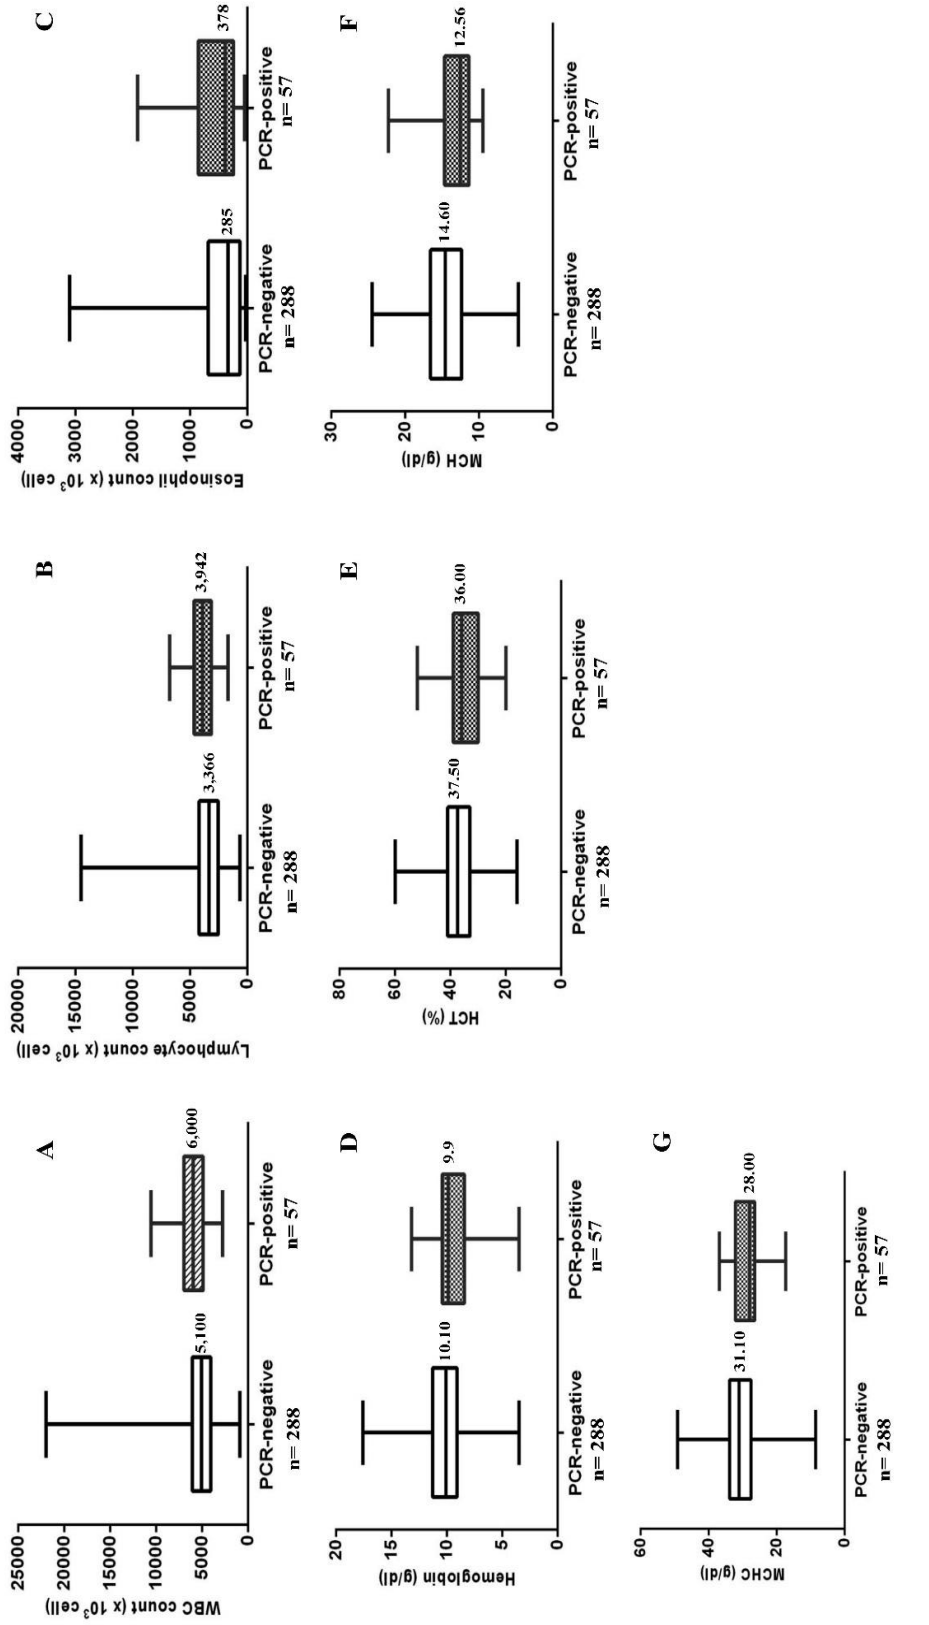 A
WBC count (x 10³ cell)
25000
20000
15000
10000
5000
0
5,100
6,000
PCR-negative
n= 288
PCR-positive
n= 57
B
Lymphocyte count (x 10³ cell)
20000
15000
10000
5000
0
3,366
3,942
PCR-negative
n= 288
PCR-positive
n= 57
C
Eosinophil count (x 10³ cell)
4000
3000
2000
1000
0
285
378
PCR-negative
n= 288
PCR-positive
n= 57
D
Hemoglobin (g/dl)
20
15
10
5
0
10.10
9.9
PCR-negative
n= 288
PCR-positive
n= 57
E
HCT (%)
80
60
40
20
0
37.50
36.00
PCR-negative
n= 288
PCR-positive
n= 57
F
MCH (g/dl)
30
20
10
0
14.60
12.56
PCR-negative
n= 288
PCR-positive
n= 57
G
MCHC (g/dl)
60
40
20
0
31.10
28.00
PCR-negative
n= 288
PCR-positive
n= 57